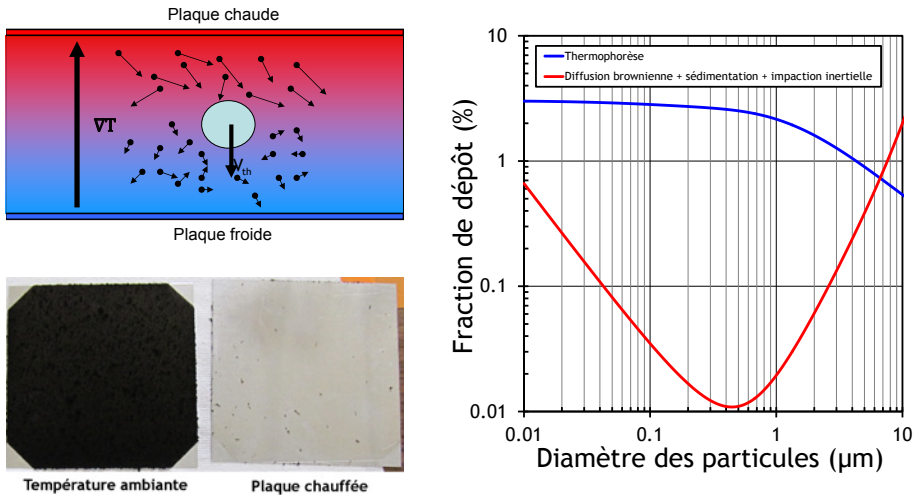 Plaque chaude
∇T
V th
Plaque froide
Température ambiante
Plaque chauffée
Thermophorèse
Diffusion brownienne + sédimentation + impaction inertielle
Fraction de dépôt (%)
10
1
0.1
0.01
0.01
0.1
1
10
Diamètre des particules (µm)